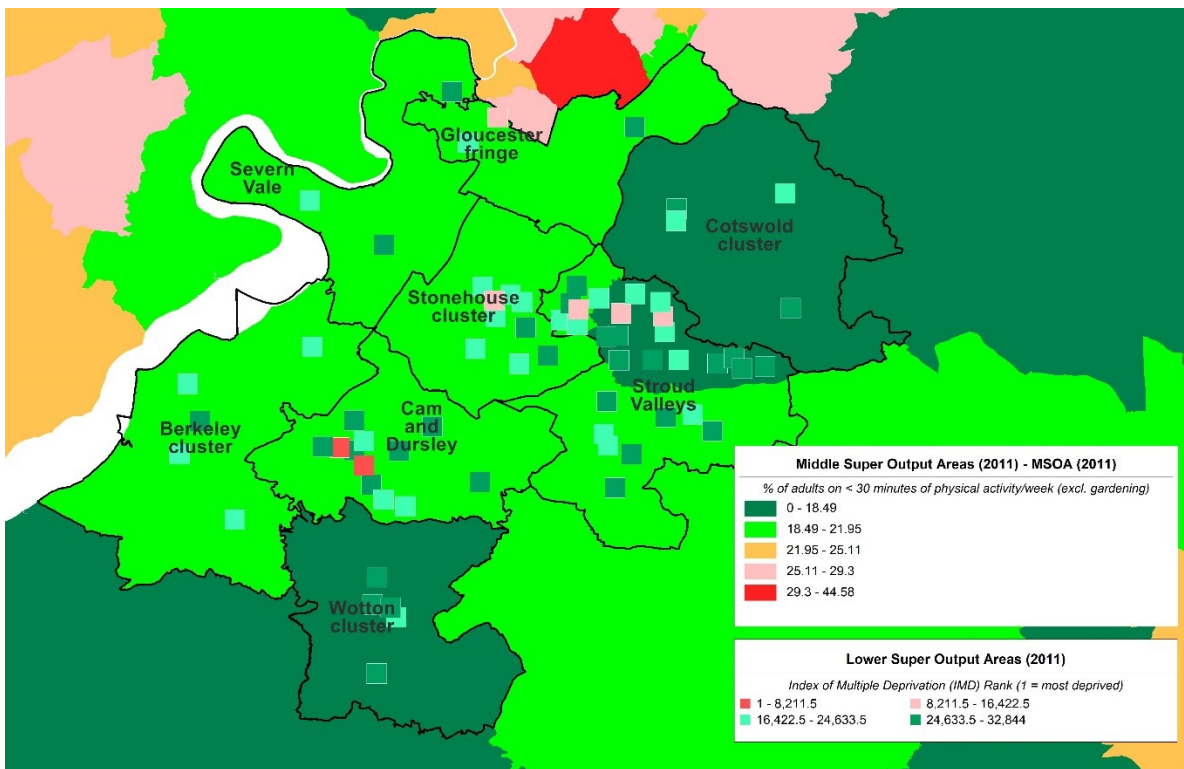 Gloucester
fringe
Severn
Vale
Cotswold
cluster
Stonehouse
cluster
Stroud
Valleys
Cam
and
Dursley
Berkeley
cluster
Wotton
cluster
Middle Super Output Areas (2011) - MSOA (2011)
% of adults on < 30 minutes of physical activity/week (excl. gardening)
0 - 18.49
18.49 - 21.95
21.95 - 25.11
25.11 - 29.3
29.3 - 44.58
Lower Super Output Areas (2011)
Index of Multiple Deprivation (IMD) Rank (1 = most deprived)
1 - 8,211.5 8,211.5 - 16,422.5
16,422.5 - 24,633.5 24,633.5 - 32,844